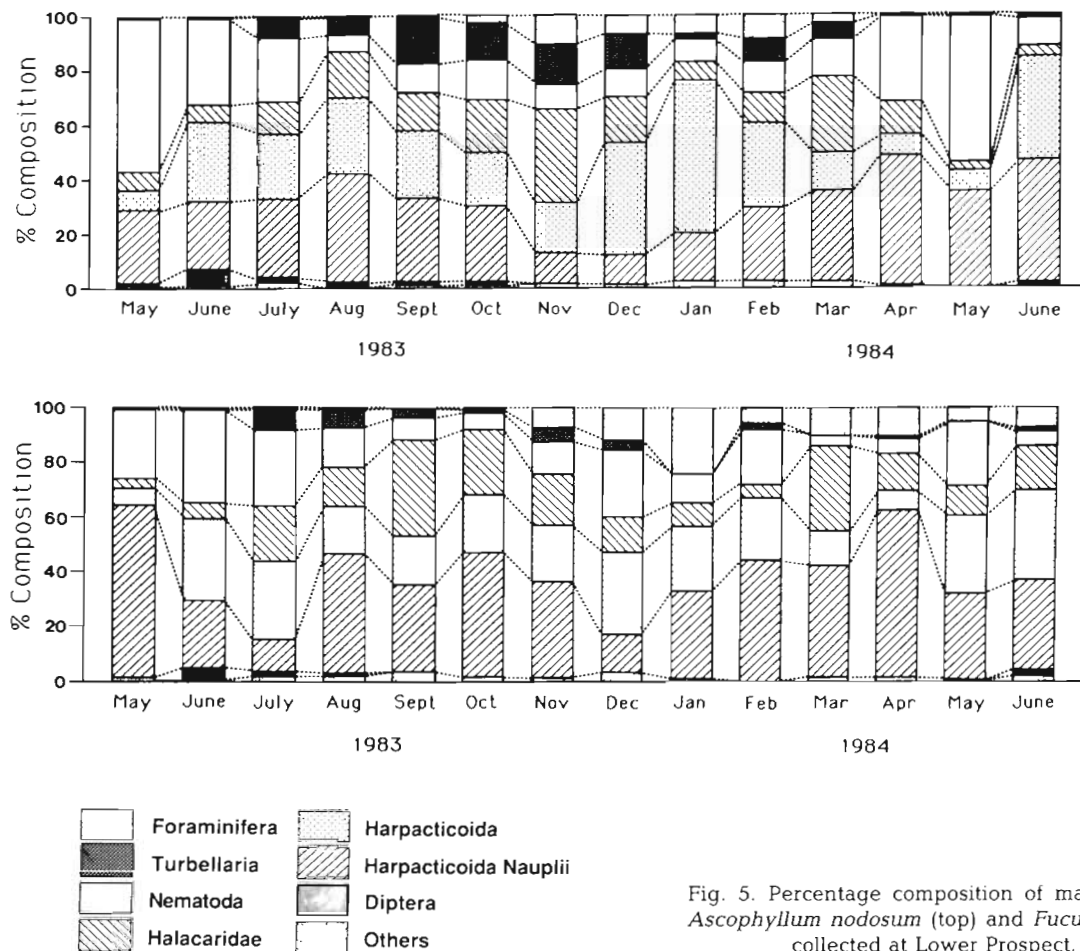 100
80
60
40
20
0
% Composition
May June July Aug Sept Oct Nov Dec Jan Feb Mar Apr May June
1983 1984
100
80
60
40
20
0
% Composition
May June July Aug Sept Oct Nov Dec Jan Feb Mar Apr May June
1983 1984
Foraminifera
Turbellaria
Nematoda
Halacaridae
Harpacticoida
Harpacticoida Nauplii
Diptera
Others
Fig. 5. Percentage composition of
Ascophyllum nodosum (top) and
collected at Lower Prospect